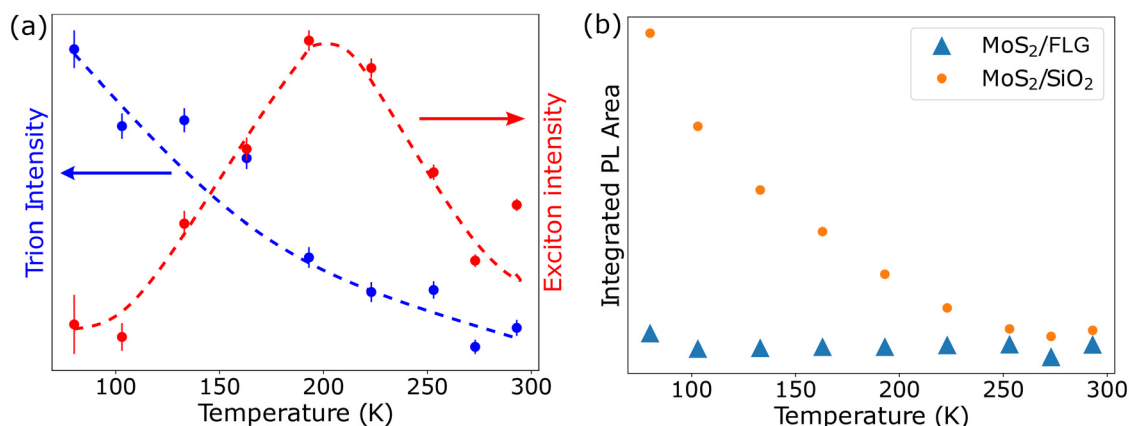 (a)
Trion Intensity
Exciton intensity
100 150 200 250 300
Temperature (K)
(b)
Integrated PL Area
MoS₂/FLG
MoS₂/SiO₂
100 150 200 250 300
Temperature (K)